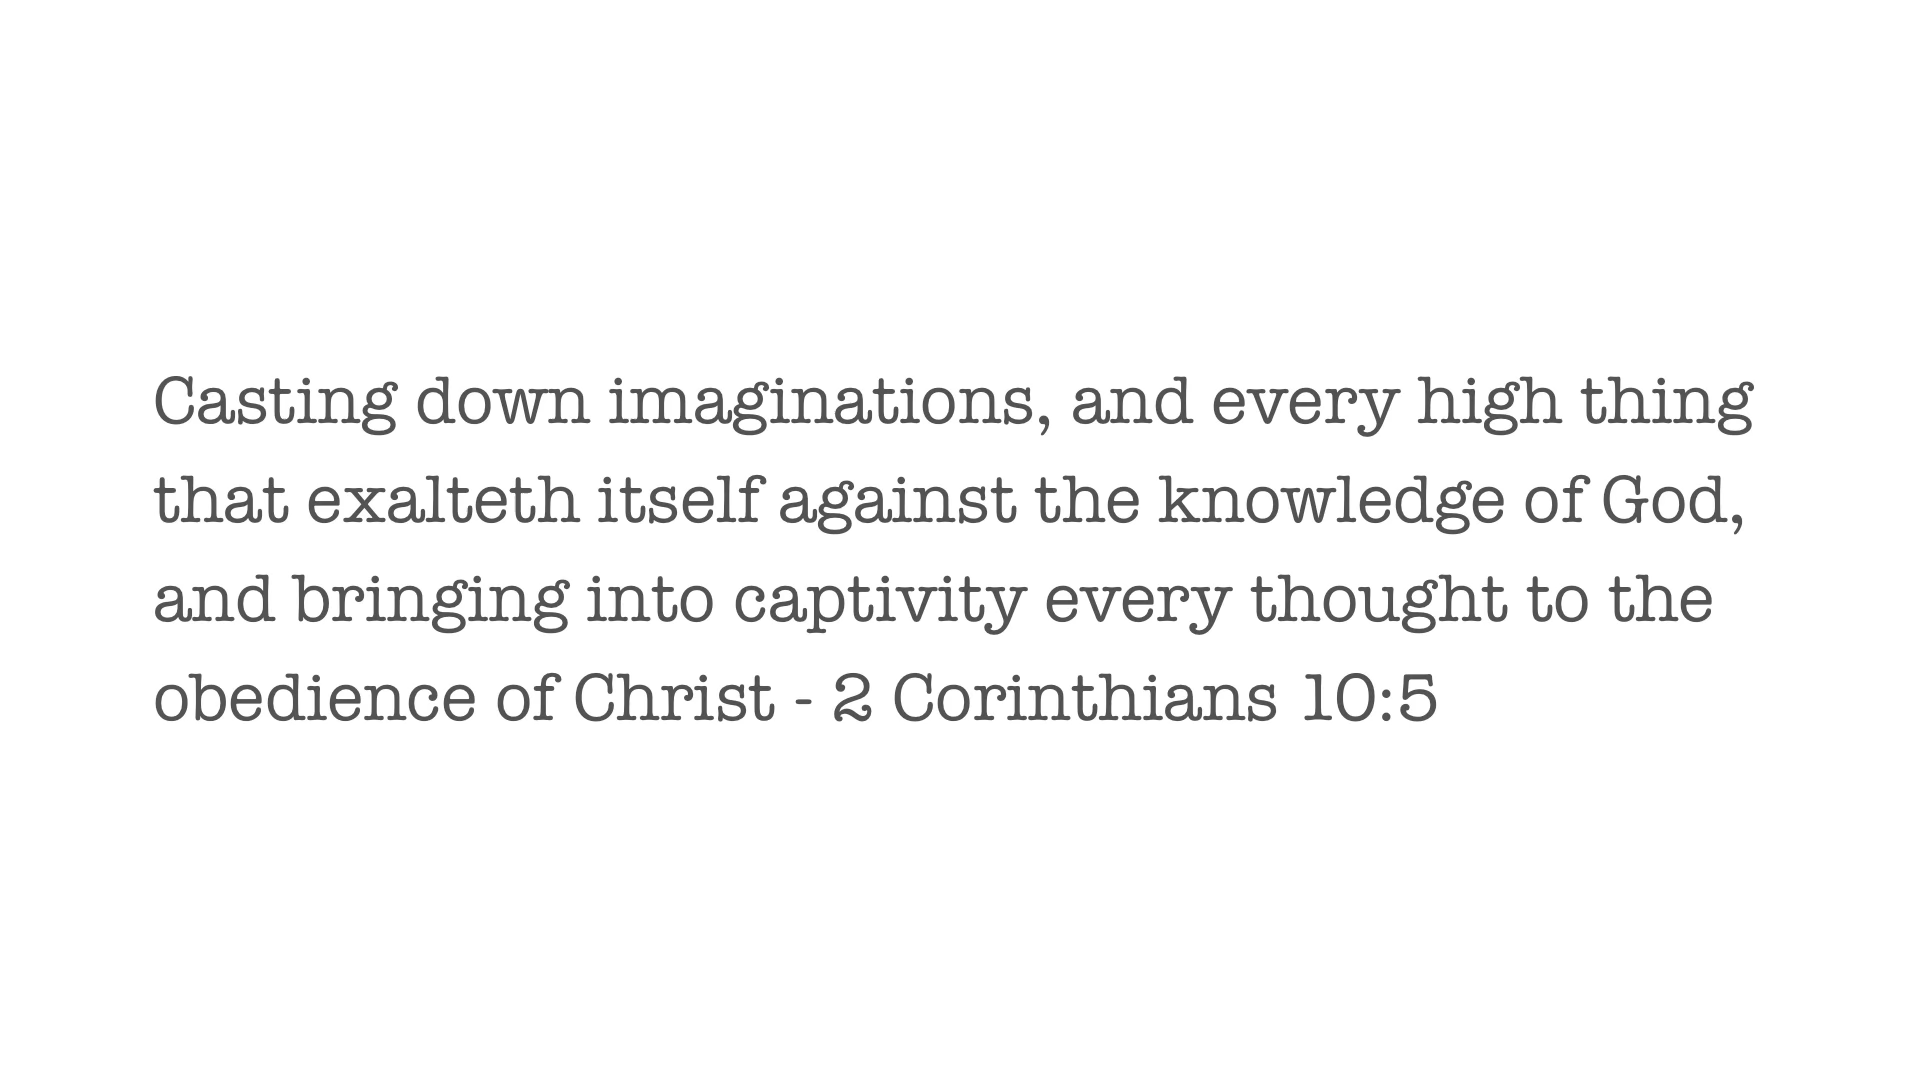 Casting down imaginations, and every high thing
that exalteth itself against the knowledge of God,
and bringing into captivity every thought to the
obedience of Christ - 2 Corinthians 10:5